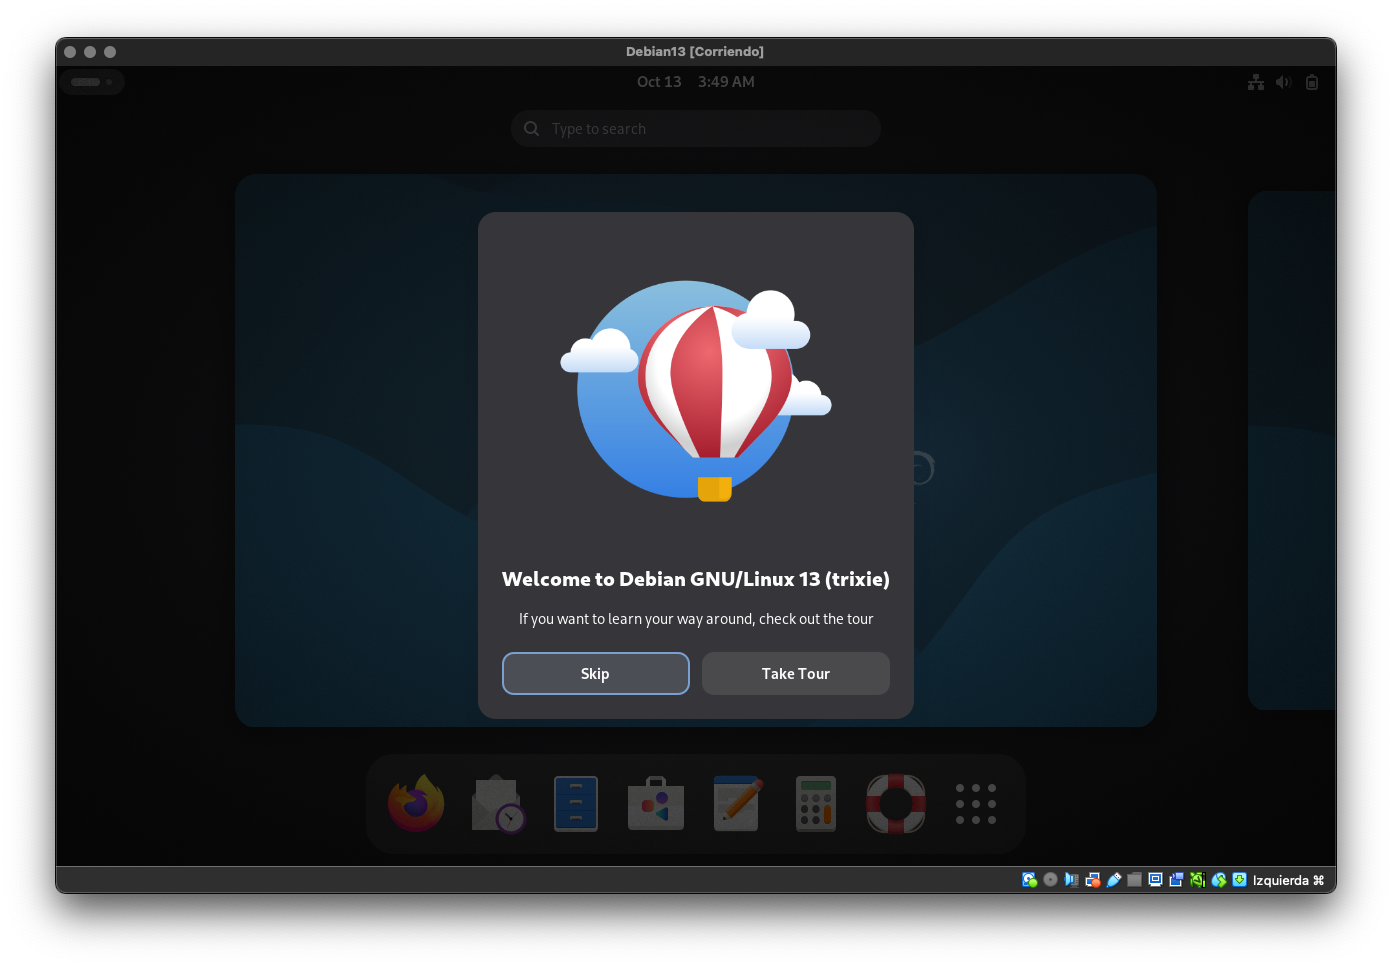 Debian13 [Corriendo]
Oct 13 3:49 AM
Type to search
Welcome to Debian GNU/Linux 13 (trixie)
If you want to learn your way around, check out the tour
Skip
Take Tour
Izquierda ⌘